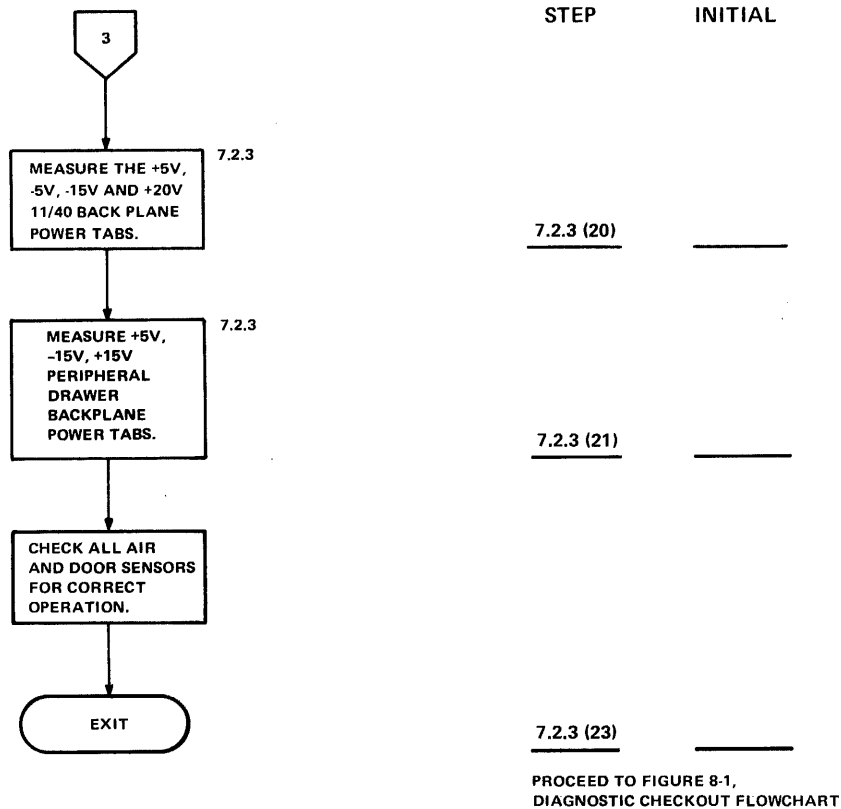 STEP INITIAL
3
7.2.3
MEASURE THE +5V,
-5V, -15V AND +20V
11/40 BACK PLANE
POWER TABS.
7.2.3 (20)
7.2.3
MEASURE +5V,
-15V, +15V
PERIPHERAL
DRAWER
BACKPLANE
POWER TABS.
7.2.3 (21)
CHECK ALL AIR
AND DOOR SENSORS
FOR CORRECT
OPERATION.
EXIT
7.2.3 (23)
PROCEED TO FIGURE 8-1,
DIAGNOSTIC CHECKOUT FLOWCHART